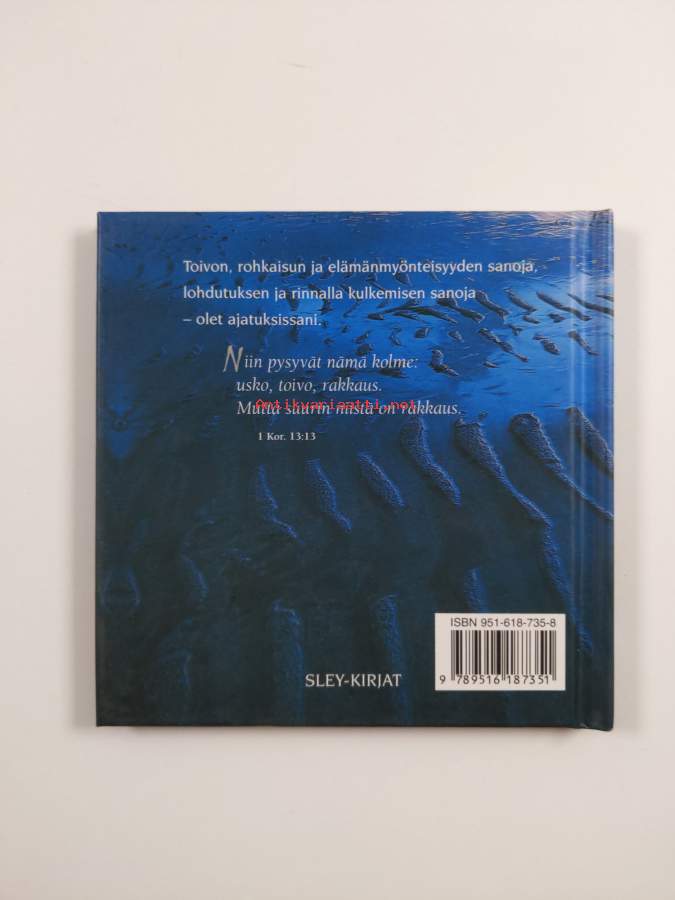 Toivon, rohkaisun ja elämänmyönteisyyden sanoja,
lohdutuksen ja rinnalla kulkemisen sanoja
– olet ajatuksissani.
Niin pysyvät nämä kolme:
usko, toivo, rakkaus.
Antikvariaatti.net
Mutta suurin niistä on rakkaus.
1 Kor. 13:13
ISBN 951-618-735-8
9 789516 187351
SLEY-KIRJAT